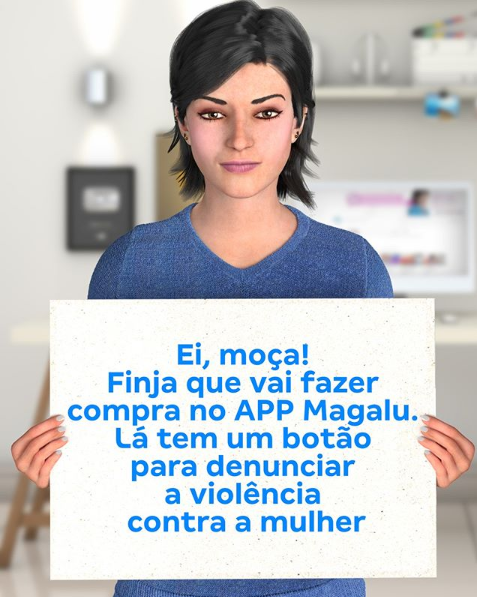 Ei, moça!
Finja que vai fazer
compra no APP Magalu.
Lá tem um botão
para denunciar
a violência
contra a mulher